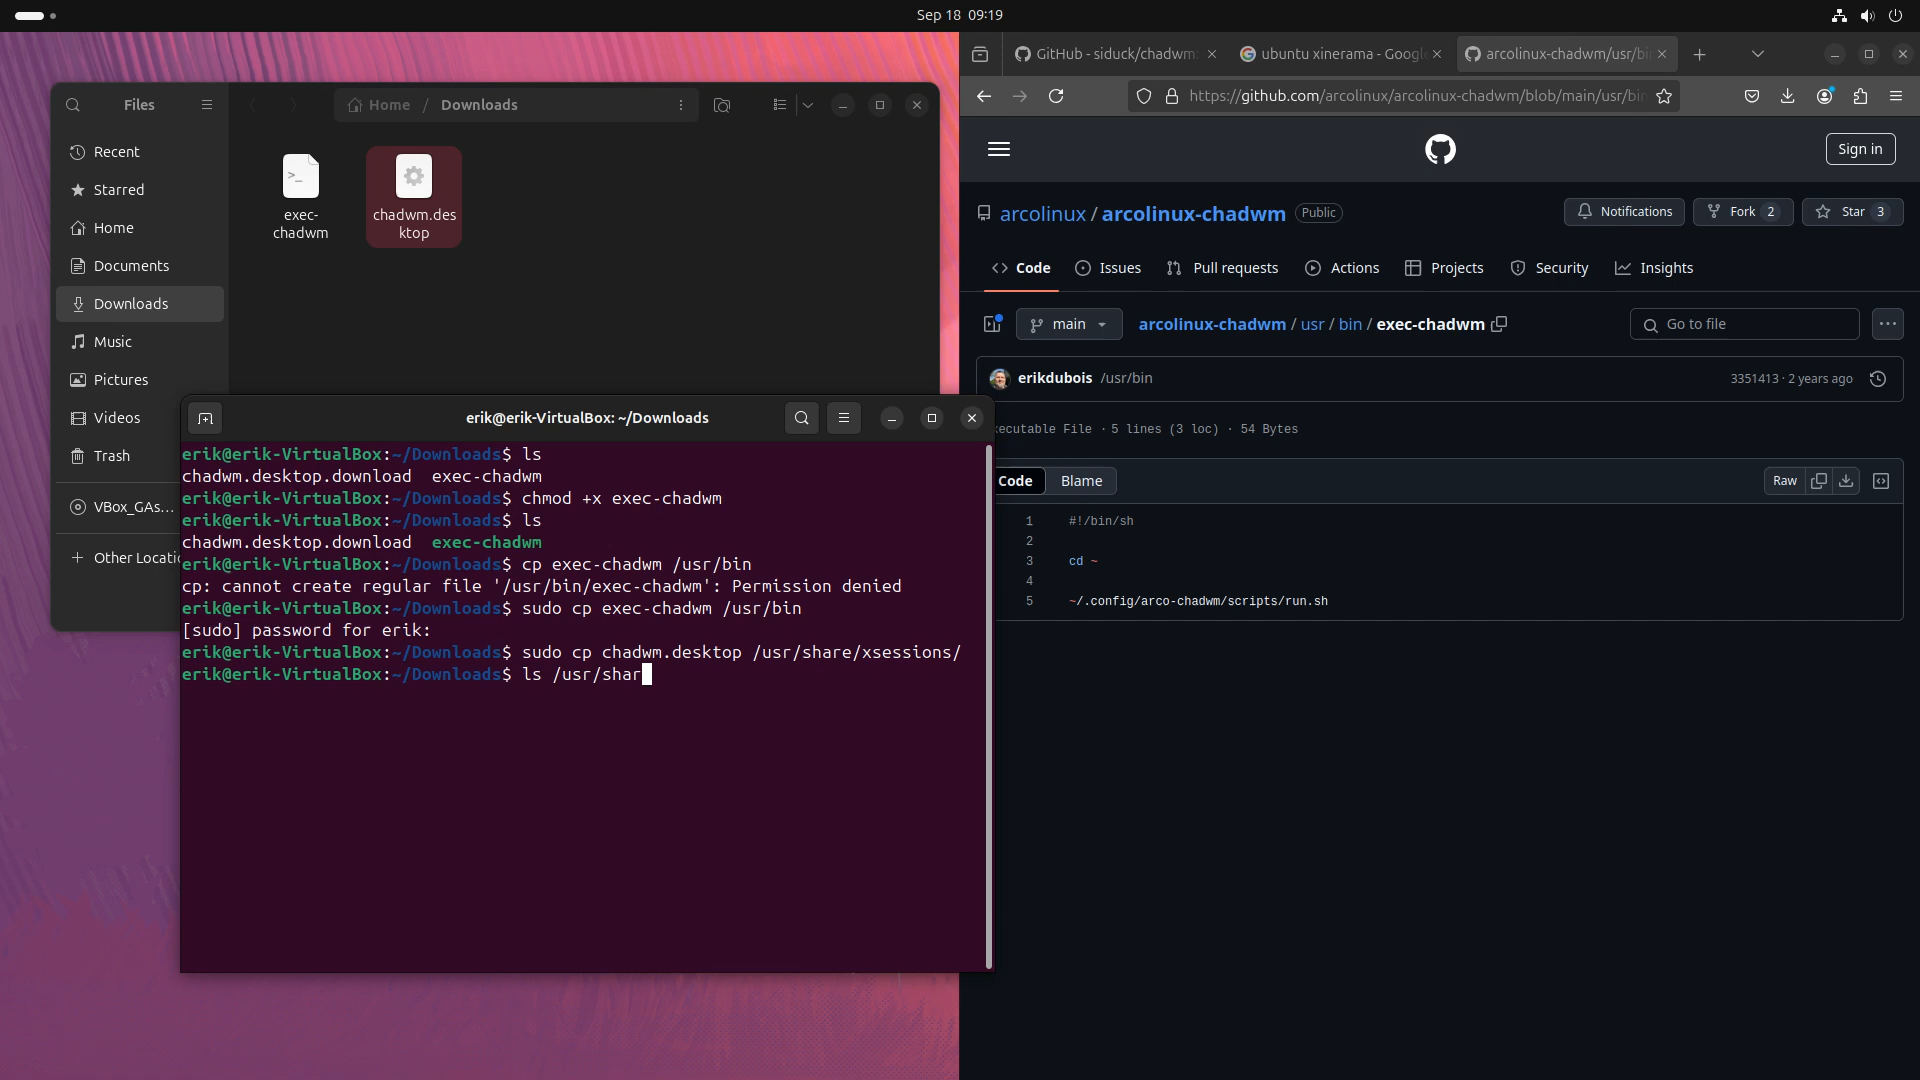 Sep 18 09:19
Files
Home / Downloads
Recent
Starred
Home
Documents
Downloads
Music
Pictures
Videos
Trash
VBox_GAs...
Other Locatio
exec-
chadwm
chadwm.des
ktop
erik@erik-VirtualBox: ~/Downloads
erik@erik-VirtualBox:~/Downloads$ ls
chadwm.desktop.download  exec-chadwm
erik@erik-VirtualBox:~/Downloads$ chmod +x exec-chadwm
erik@erik-VirtualBox:~/Downloads$ ls
chadwm.desktop.download  exec-chadwm
erik@erik-VirtualBox:~/Downloads$ cp exec-chadwm /usr/bin
cp: cannot create regular file '/usr/bin/exec-chadwm': Permission denied
erik@erik-VirtualBox:~/Downloads$ sudo cp exec-chadwm /usr/bin
[sudo] password for erik:
erik@erik-VirtualBox:~/Downloads$ sudo cp chadwm.desktop /usr/share/xsessions/
erik@erik-VirtualBox:~/Downloads$ ls /usr/shar
GitHub - siduck/chadwm:
ubuntu xinerama - Googl
arcolinux-chadwm/usr/bi
https://github.com/arcolinux/arcolinux-chadwm/blob/main/usr/bin
Sign in
arcolinux / arcolinux-chadwm Public
Notifications
Fork 2
Star 3
Code
Issues
Pull requests
Actions
Projects
Security
Insights
main
arcolinux-chadwm / usr / bin / exec-chadwm
Go to file
erikdubois /usr/bin
3351413 · 2 years ago
ecutable File · 5 lines (3 loc) · 54 Bytes
Code
Blame
Raw
1 #!/bin/sh
2
3 cd ~
4
5 ~/.config/arco-chadwm/scripts/run.sh